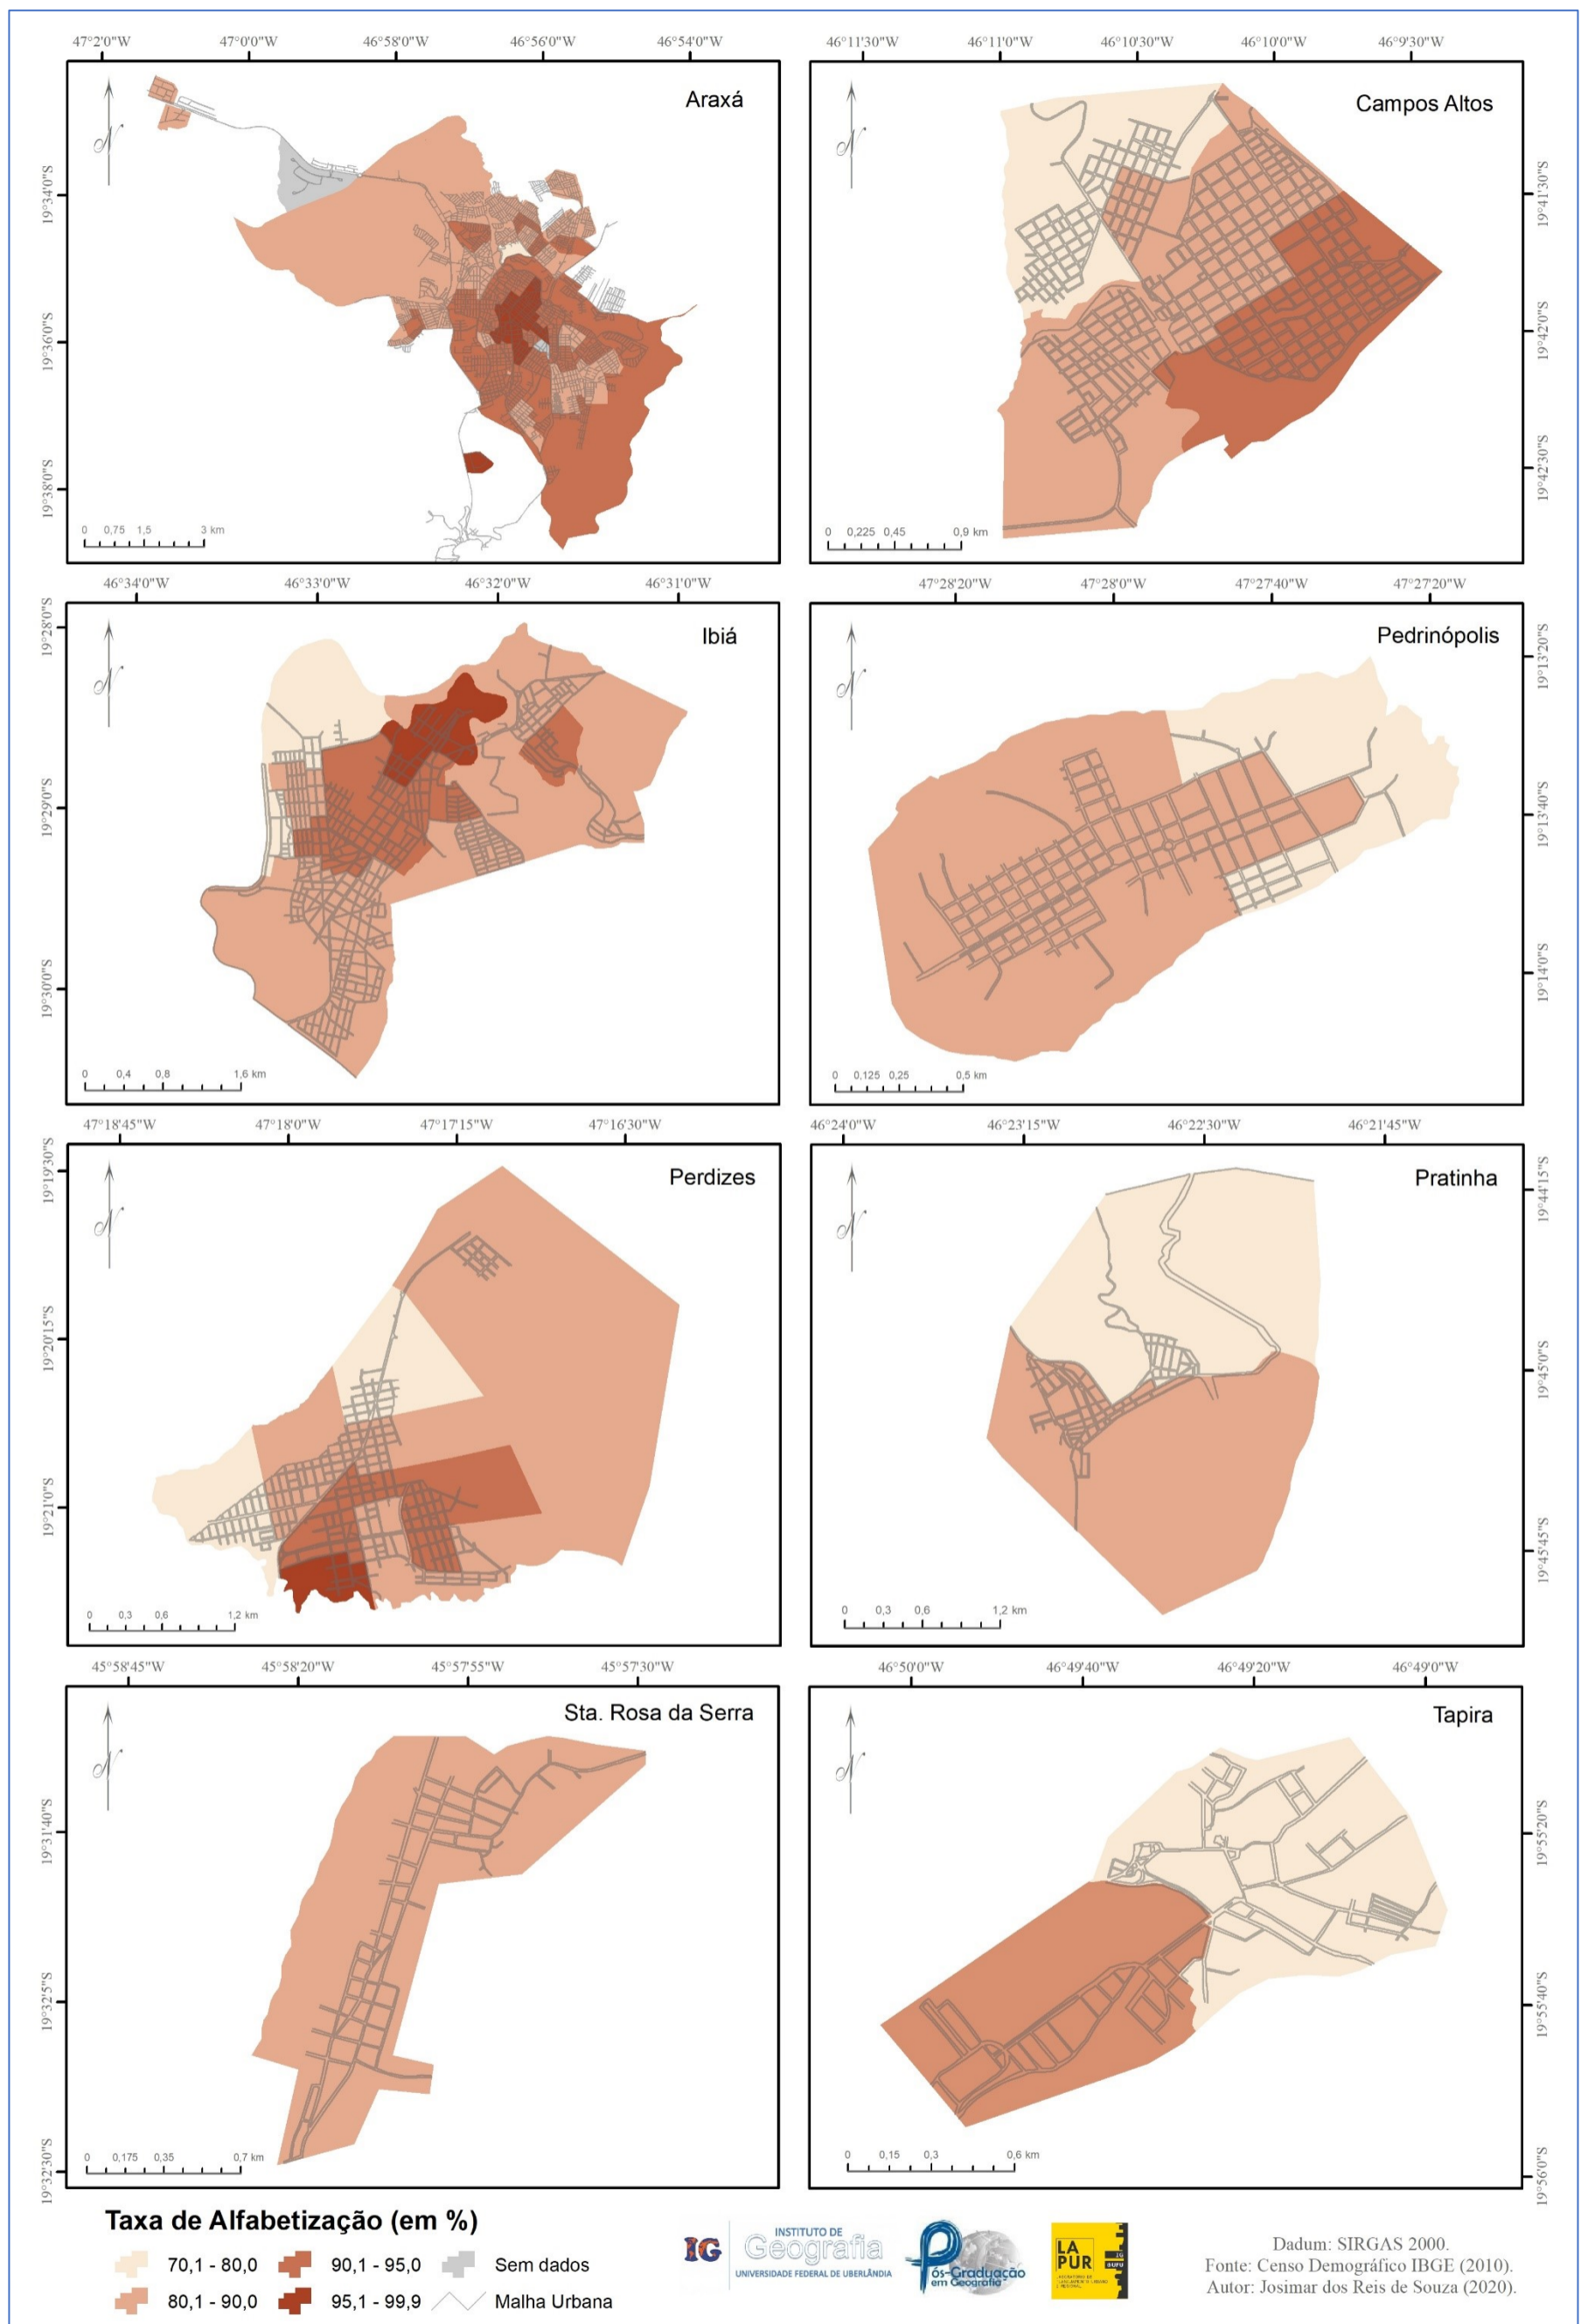 47°2'0"W 47°0'0"W 46°58'0"W 46°56'0"W 46°54'0"W
46°11'30"W 46°11'0"W 46°10'30"W 46°10'0"W 46°9'30"W
Araxá
19°34'0"S
19°36'0"S
19°38'0"S
0 0,75 1,5 3 km
Campos Altos
19°41'30"S
19°42'0"S
19°42'30"S
0 0,225 0,45 0,9 km
46°34'0"W 46°33'0"W 46°32'0"W 46°31'0"W
47°28'20"W 47°28'0"W 47°27'40"W 47°27'20"W
Ibiá
19°28'0"S
19°29'0"S
19°30'0"S
0 0,4 0,8 1,6 km
Pedrinópolis
19°13'20"S
19°13'40"S
19°14'0"S
0 0,125 0,25 0,5 km
47°18'45"W 47°18'0"W 47°17'15"W 47°16'30"W
46°24'0"W 46°23'15"W 46°22'30"W 46°21'45"W
Perdizes
19°19'30"S
19°20'15"S
19°21'0"S
0 0,3 0,6 1,2 km
Pratinha
19°44'15"S
19°45'0"S
19°45'45"S
0 0,3 0,6 1,2 km
45°58'45"W 45°58'20"W 45°57'55"W 45°57'30"W
46°50'0"W 46°49'40"W 46°49'20"W 46°49'0"W
Sta. Rosa da Serra
19°31'40"S
19°32'5"S
19°32'30"S
0 0,175 0,35 0,7 km
Tapira
19°55'20"S
19°55'40"S
19°56'0"S
0 0,15 0,3 0,6 km
Taxa de Alfabetização (em %)
70,1 - 80,0 90,1 - 95,0 Sem dados
80,1 - 90,0 95,1 - 99,9 Malha Urbana
IG
INSTITUTO DE
Geografia
UNIVERSIDADE FEDERAL DE UBERLÂNDIA
Pós-Graduação
em Geografia
LA
PUR
IG
UFU
Dadum: SIRGAS 2000.
Fonte: Censo Demográfico IBGE (2010).
Autor: Josimar dos Reis de Souza (2020).